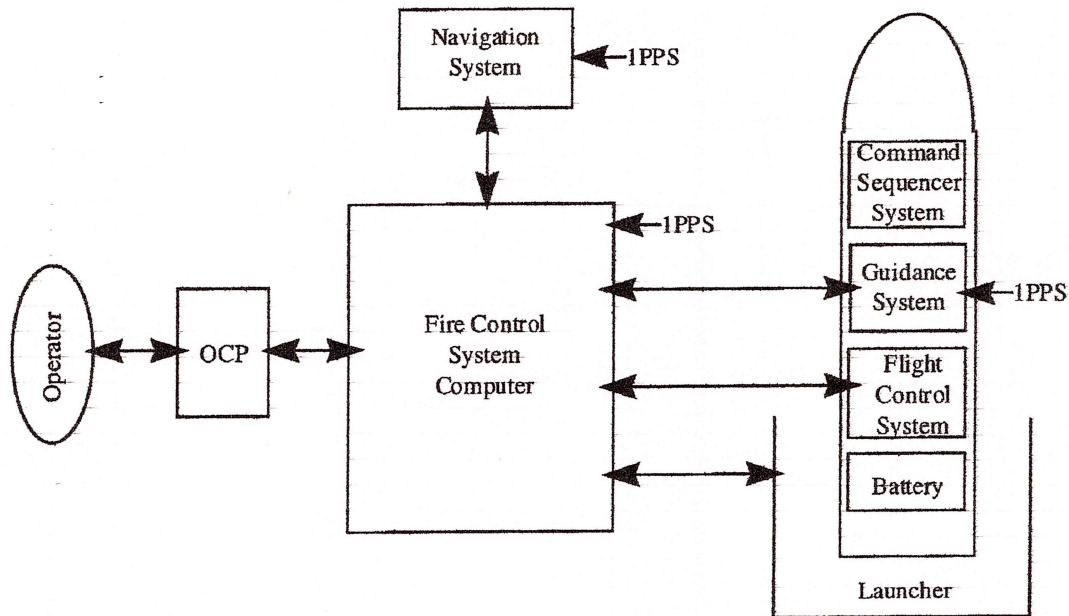 Navigation
System
1PPS
Command
Sequencer
System
1PPS
Guidance
System
1PPS
Operator
OCP
Fire Control
System
Computer
Flight
Control
System
Battery
Launcher